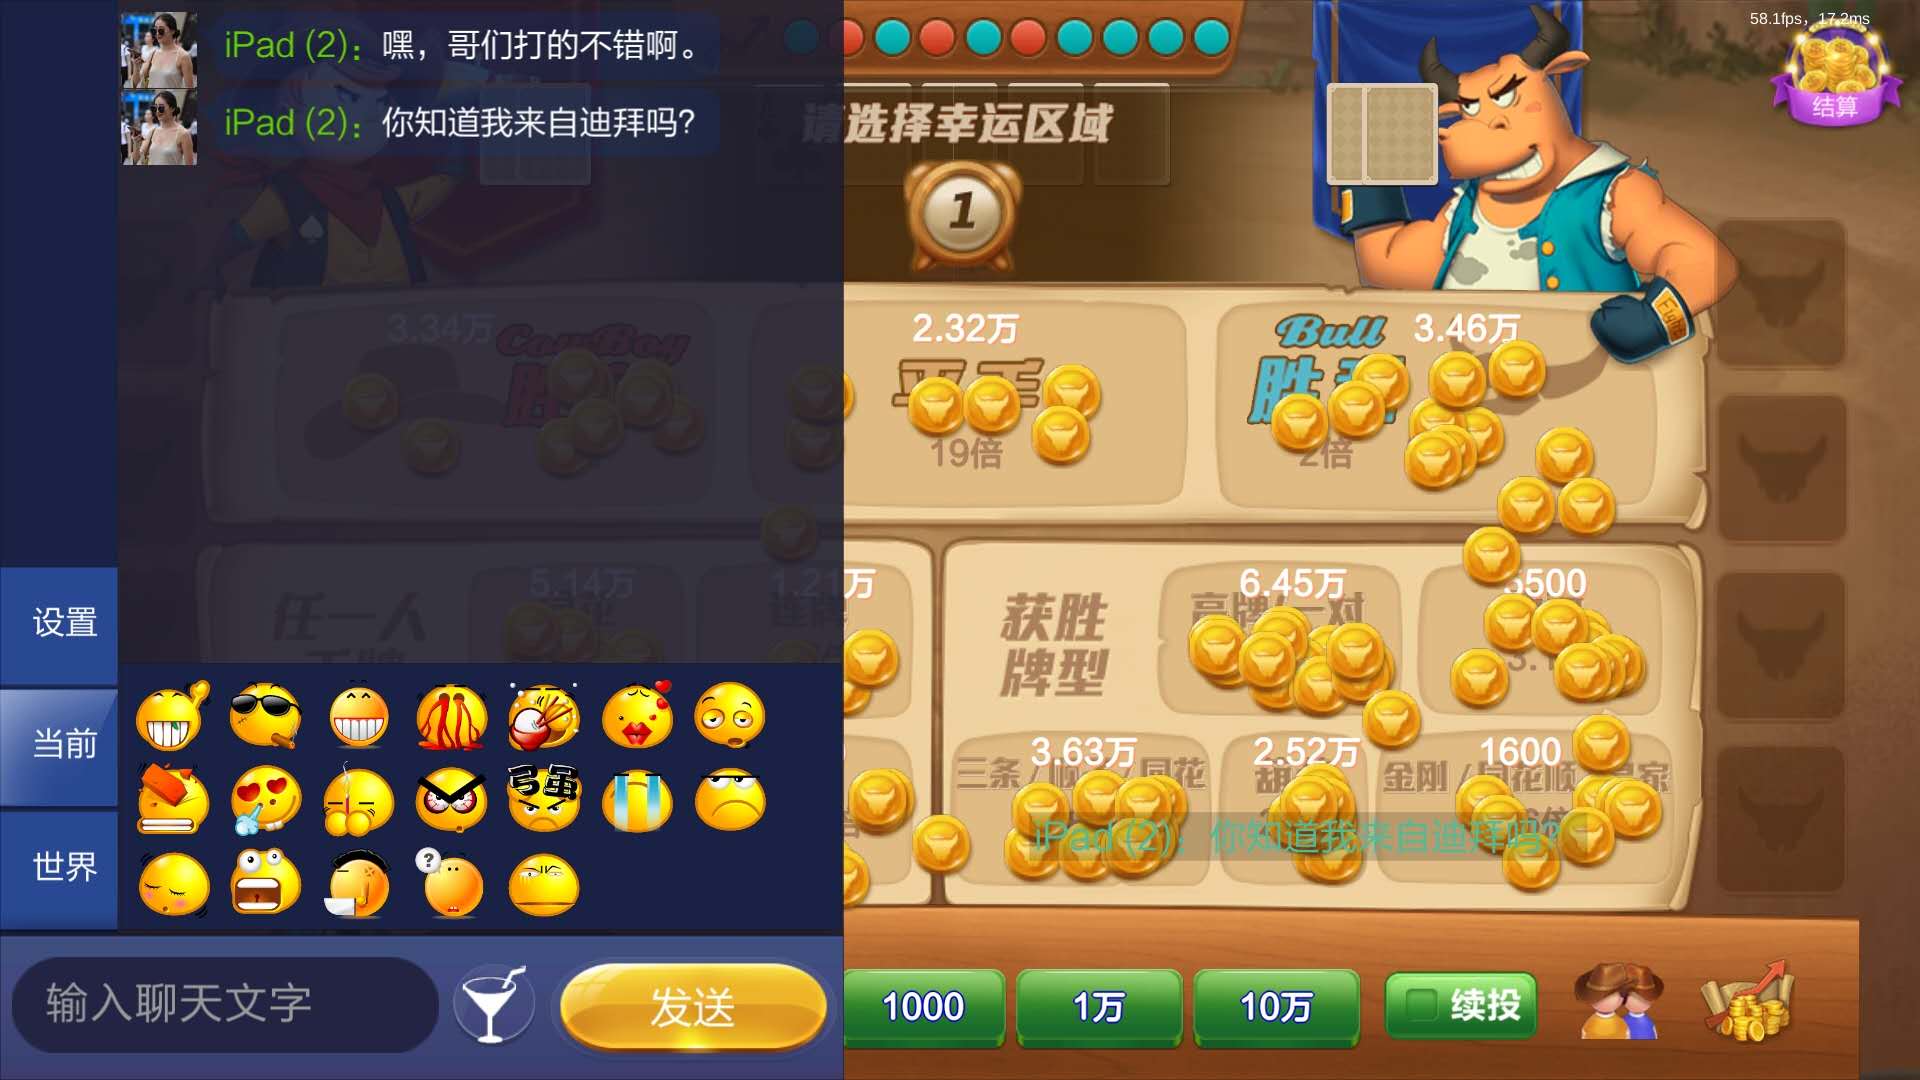 58.1fps，17.2ms
iPad (2)：嘿，哥们打的不错啊。
iPad (2)：你知道我来自迪拜吗?
结算
请选择幸运区域
1
3.34万
CowBoy
胜
2.32万
平手
19倍
Bull
3.46万
胜利
2倍
5.14万
1.21万
任一人
获胜
牌型
6.45万
高牌/一对
5500
3.63万
三条/顺子/同花
2.52万
1600
金刚/同花顺/皇家
iPad (2)：你知道我来自迪拜吗?
设置
当前
世界
弓虽
?
输入聊天文字
发送
1000
1万
10万
续投
Fight